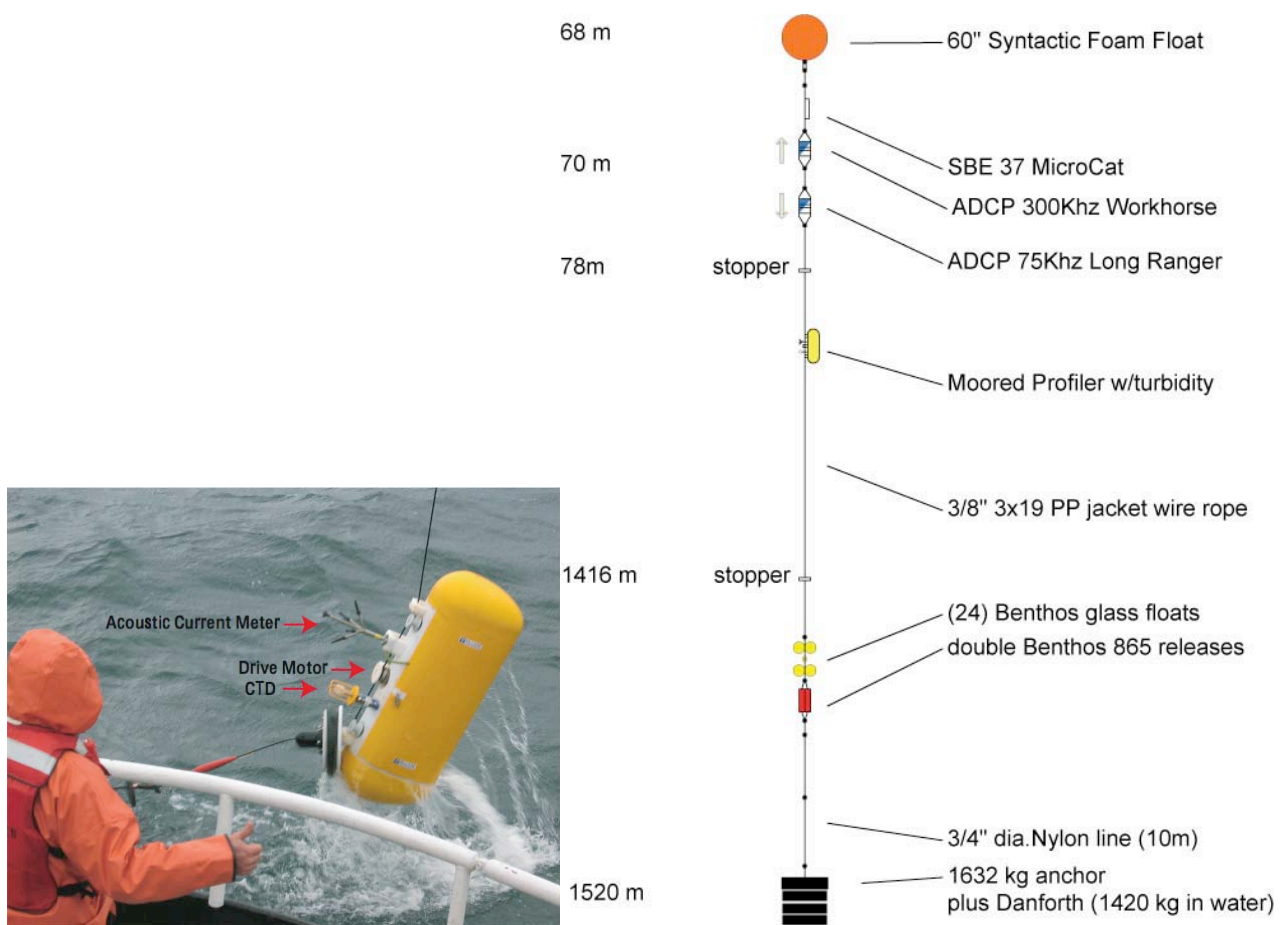 68 m
60" Syntactic Foam Float
SBE 37 MicroCat
70 m
ADCP 300Khz Workhorse
ADCP 75Khz Long Ranger
78m
stopper
Moored Profiler w/turbidity
3/8" 3x19 PP jacket wire rope
1416 m
stopper
(24) Benthos glass floats
double Benthos 865 releases
Acoustic Current Meter
Drive Motor
CTD
3/4" dia.Nylon line (10m)
1520 m
1632 kg anchor
plus Danforth (1420 kg in water)